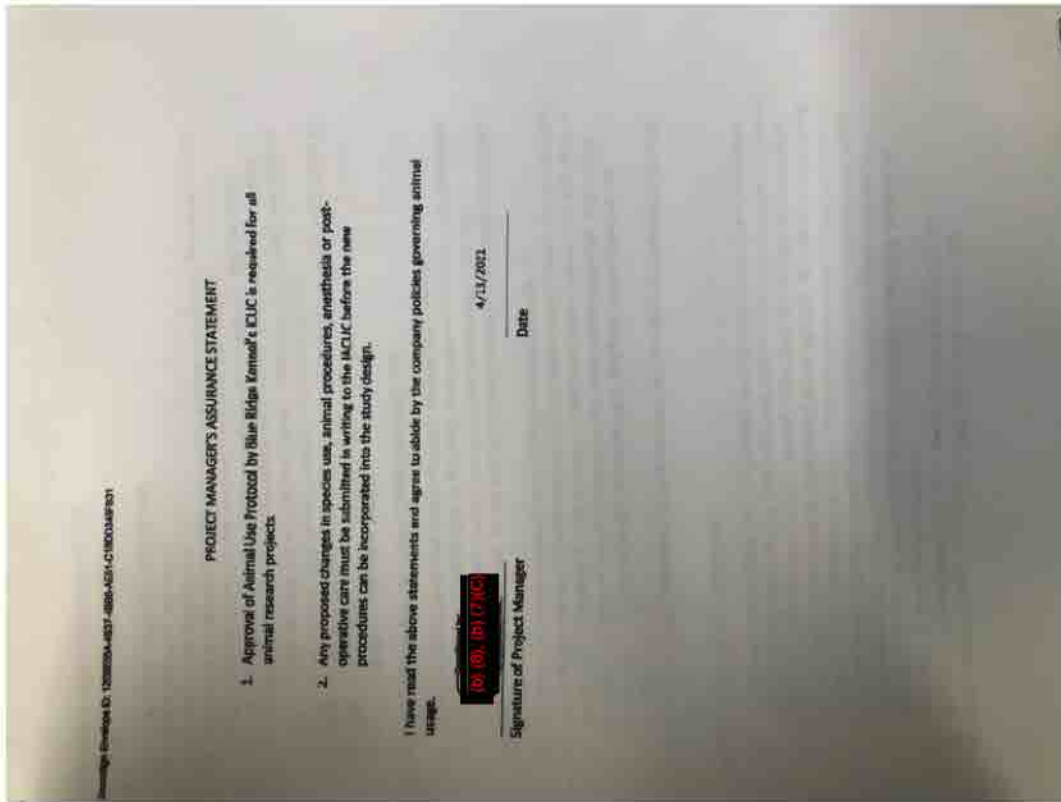 Envelope ID:
PROJECT MANAGER'S ASSURANCE STATEMENT
1. Approval of Animal Use Protocol by Blue Ridge Kennel's ICUC is required for all
animal research projects
2. Any proposed changes in species use, animal procedures, anesthesia or post-
operative care must be submitted in writing to the IACUC before the new
procedures can be incorporated into the study design.
I have read the above statements and agree to abide by the company policies governing animal
usage.
(b) (6), (b) (7)(C)
4/13/2021
Signature of Project Manager
Date